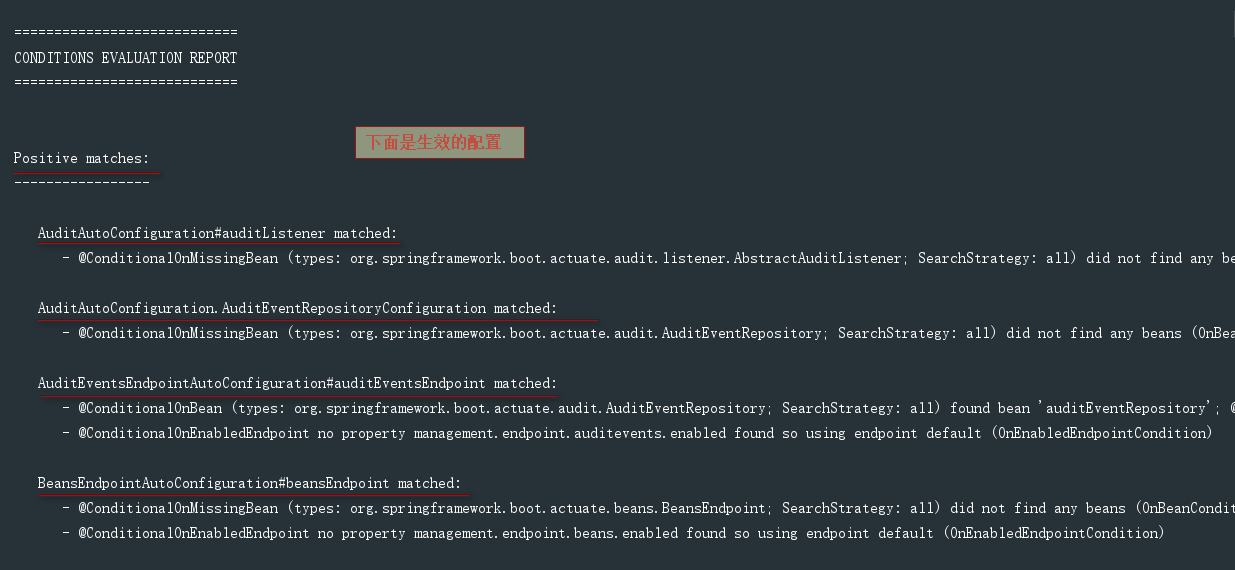 ============================
CONDITIONS EVALUATION REPORT
============================
下面是生效的配置
Positive matches:
-----------------
AuditAutoConfiguration#auditListener matched:
- @ConditionalOnMissingBean (types: org.springframework.boot.actuate.audit.listener.AbstractAuditListener; SearchStrategy: all) did not find any be
AuditAutoConfiguration.AuditEventRepositoryConfiguration matched:
- @ConditionalOnMissingBean (types: org.springframework.boot.actuate.audit.AuditEventRepository; SearchStrategy: all) did not find any beans (OnBea
AuditEventsEndpointAutoConfiguration#auditEventsEndpoint matched:
- @ConditionalOnBean (types: org.springframework.boot.actuate.audit.AuditEventRepository; SearchStrategy: all) found bean 'auditEventRepository'; @
- @ConditionalOnEnabledEndpoint no property management.endpoint.auditevents.enabled found so using endpoint default (OnEnabledEndpointCondition)
BeansEndpointAutoConfiguration#beansEndpoint matched:
- @ConditionalOnMissingBean (types: org.springframework.boot.actuate.beans.BeansEndpoint; SearchStrategy: all) did not find any beans (OnBeanCondit
- @ConditionalOnEnabledEndpoint no property management.endpoint.beans.enabled found so using endpoint default (OnEnabledEndpointCondition)